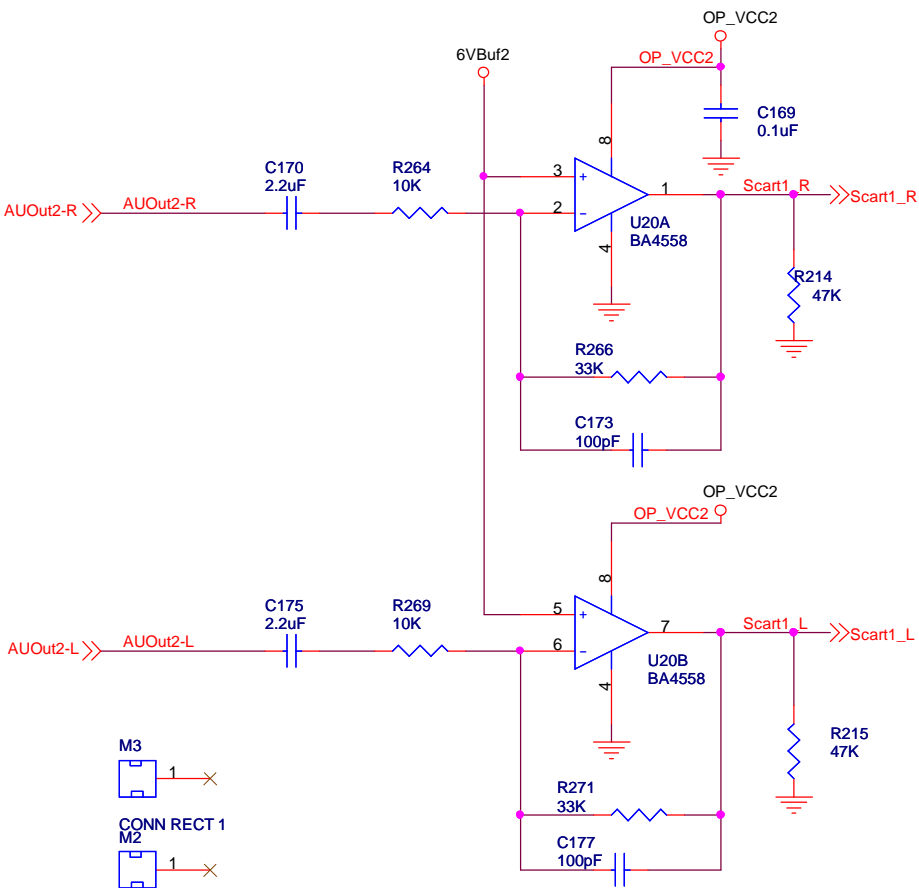 OP_VCC2
6VBuf2
OP_VCC2
C169
0.1uF
8
C170
2.2uF
R264
10K
3
+
1
Scart1_R
Scart1_R
AUOut2-R
AUOut2-R
2
-
U20A
BA4558
4
R214
47K
R266
33K
C173
100pF
OP_VCC2
OP_VCC2
8
C175
2.2uF
R269
10K
5
+
7
Scart1_L
Scart1_L
AUOut2-L
AUOut2-L
6
-
U20B
BA4558
4
R215
47K
M3
1
R271
33K
CONN RECT 1
M2
1
C177
100pF